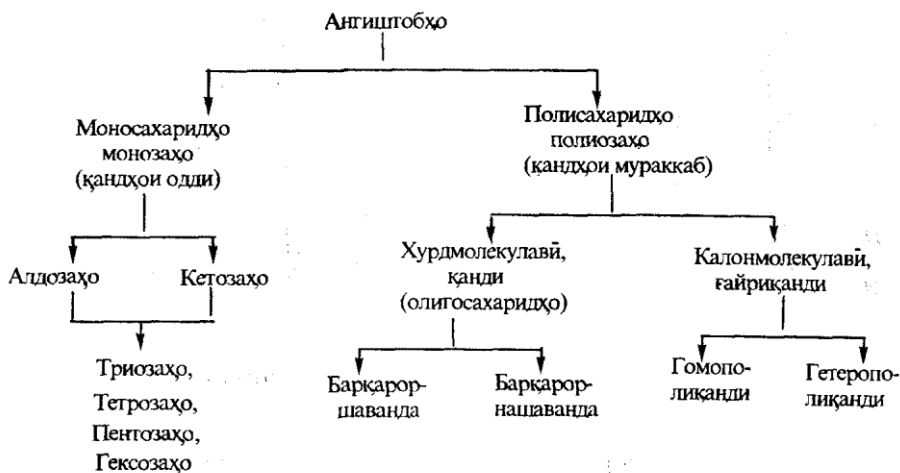 Ангиштобҳо
Моносахаридҳо
монозаҳо
(қандҳои одди)
Полисахаридҳо
полиозаҳо
(қандҳои мураккаб)
Алдозаҳо
Кетозаҳо
Хурдмолекулавӣ,
қанди
(олигосахаридҳо)
Калонмолекулавӣ,
ғайриқанди
Триозаҳо,
Тетрозаҳо,
Пентозаҳо,
Гексозаҳо
Барқарор-
шаванда
Барқарор-
нашаванда
Гомопо-
лиқанди
Гетеропо-
лиқанди